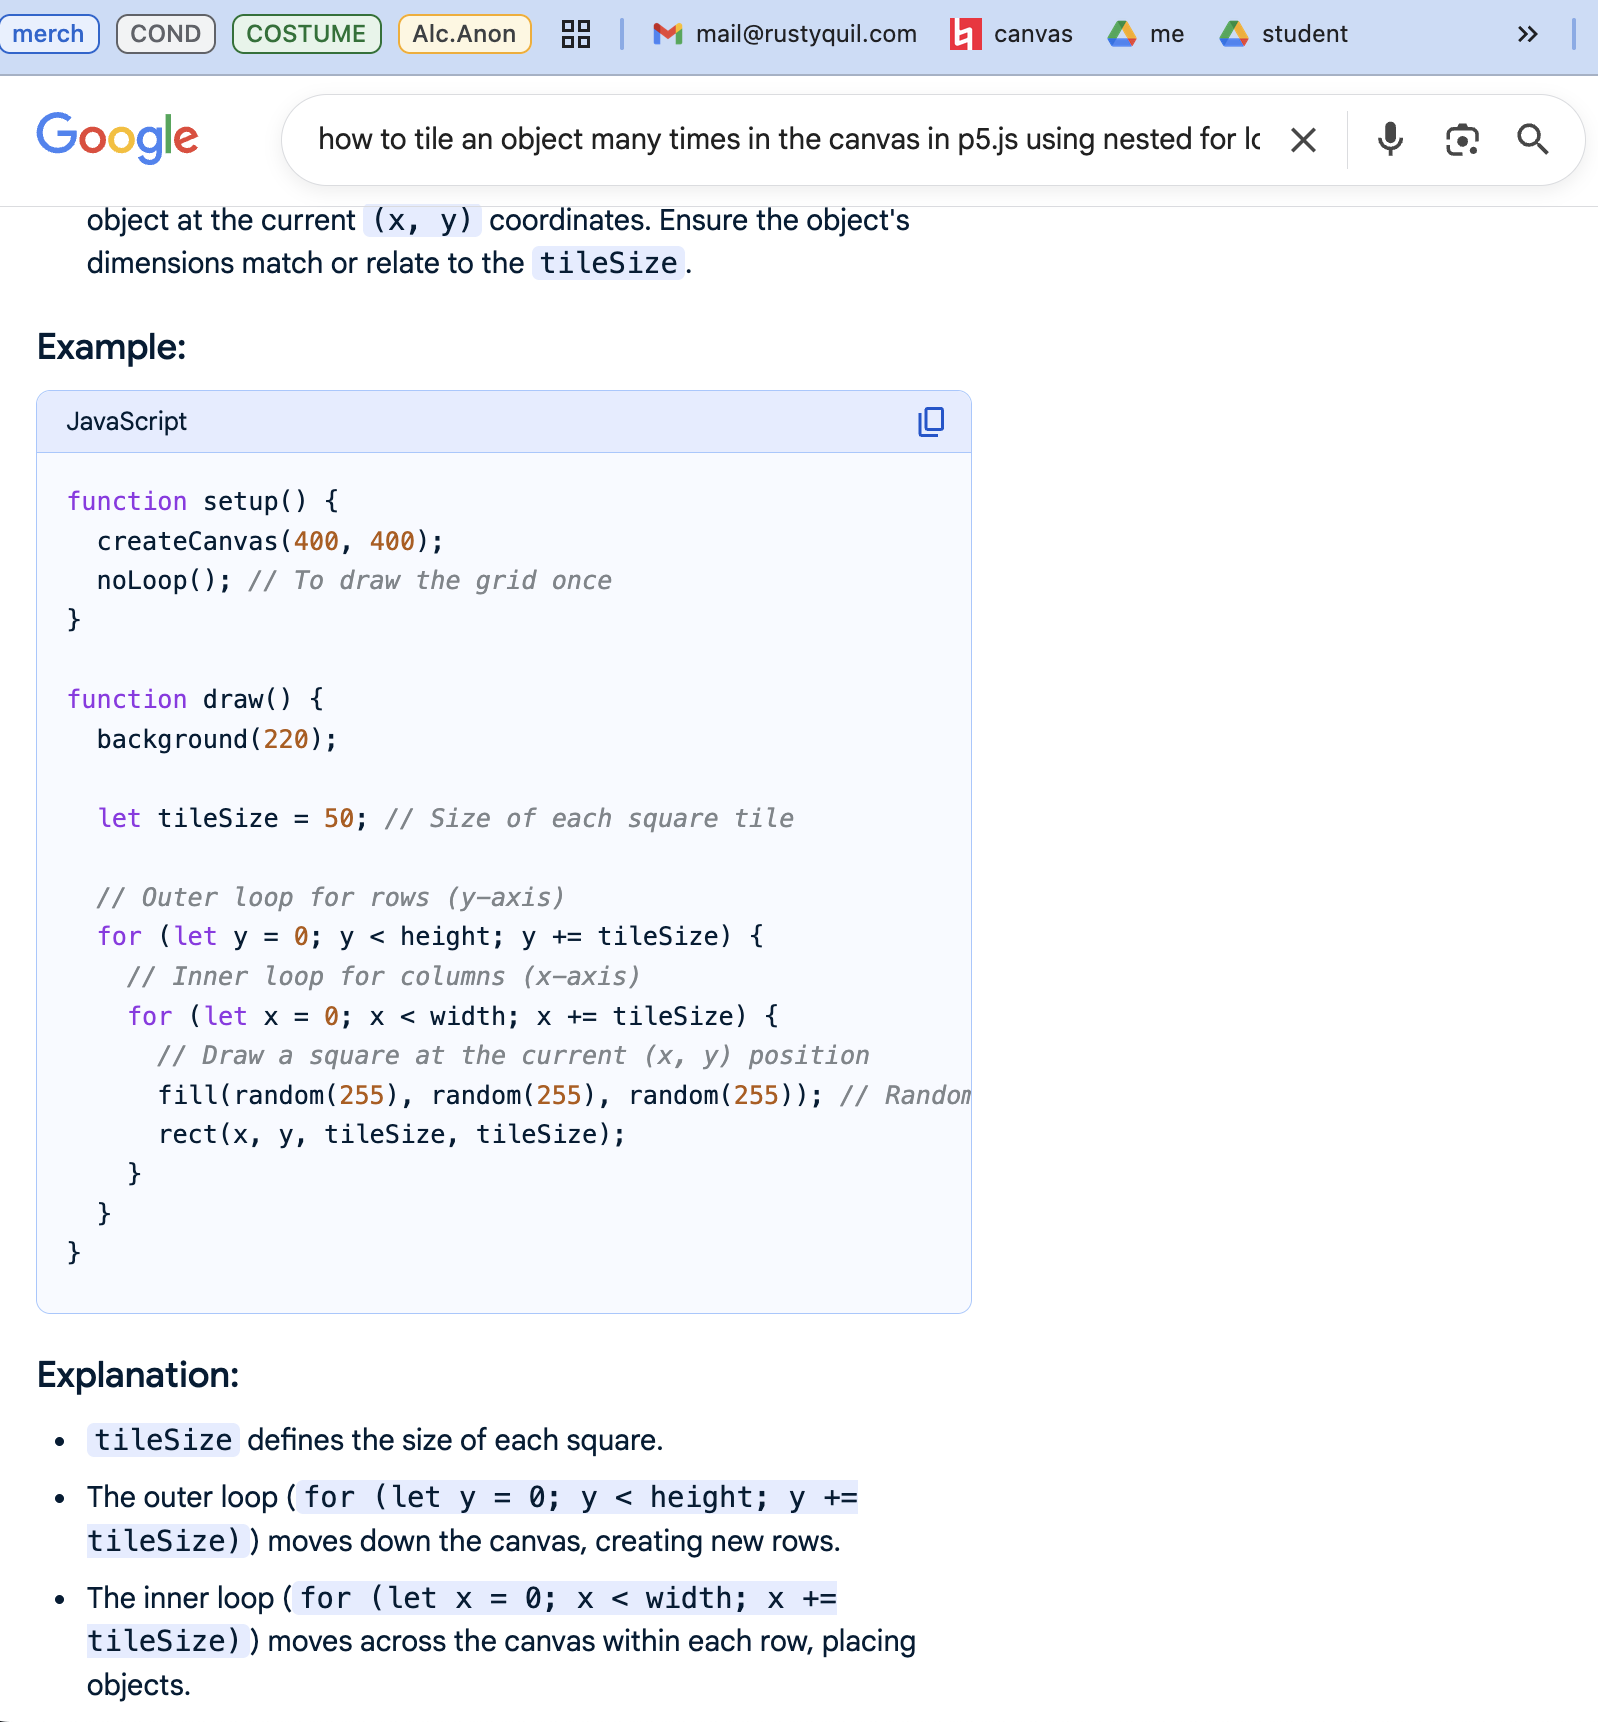 merch COND COSTUME Alc.Anon mail@rustyquil.com canvas me student
Google how to tile an object many times in the canvas in p5.js using nested for lo
object at the current (x, y) coordinates. Ensure the object's
dimensions match or relate to the tileSize.
Example:
JavaScript
function setup() {
  createCanvas(400, 400);
  noLoop(); // To draw the grid once
}
function draw() {
  background(220);
  let tileSize = 50; // Size of each square tile
  // Outer loop for rows (y-axis)
  for (let y = 0; y < height; y += tileSize) {
    // Inner loop for columns (x-axis)
    for (let x = 0; x < width; x += tileSize) {
      // Draw a square at the current (x, y) position
      fill(random(255), random(255), random(255)); // Random
      rect(x, y, tileSize, tileSize);
    }
  }
}
Explanation:
• tileSize defines the size of each square.
• The outer loop (for (let y = 0; y < height; y +=
tileSize)) moves down the canvas, creating new rows.
• The inner loop (for (let x = 0; x < width; x +=
tileSize)) moves across the canvas within each row, placing
objects.